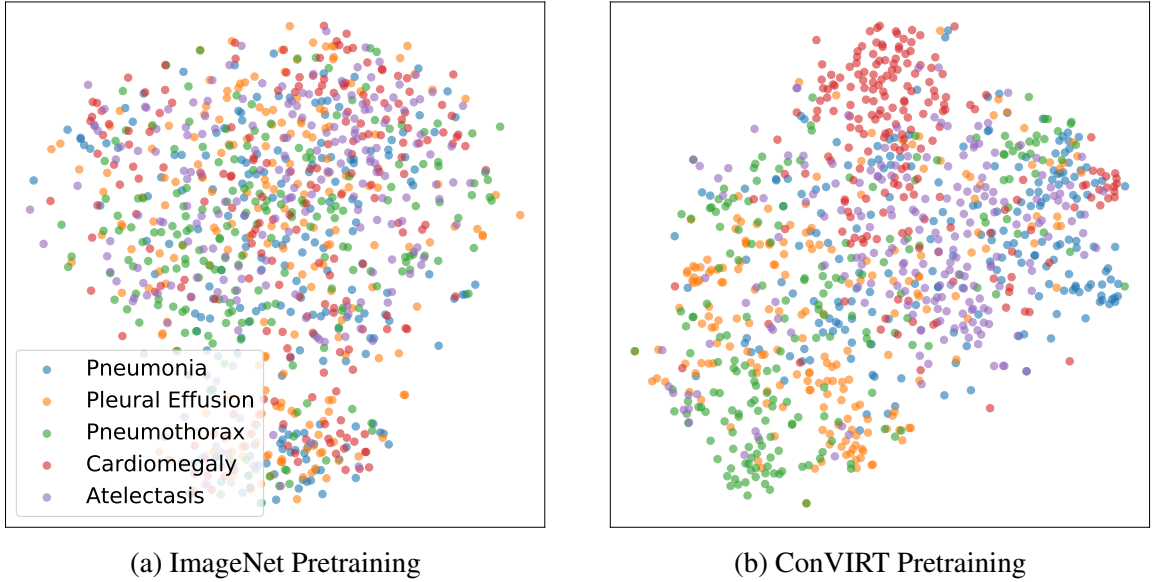 Pneumonia
Pleural Effusion
Pneumothorax
Cardiomegaly
Atelectasis
(a) ImageNet Pretraining
(b) ConVIRT Pretraining